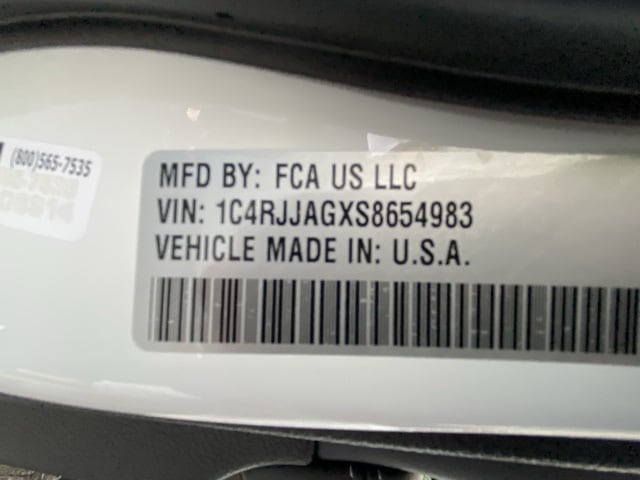 (800)565-7535
MFD BY: FCA US LLC
VIN: 1C4RJJAGXS8654983
VEHICLE MADE IN: U.S.A.